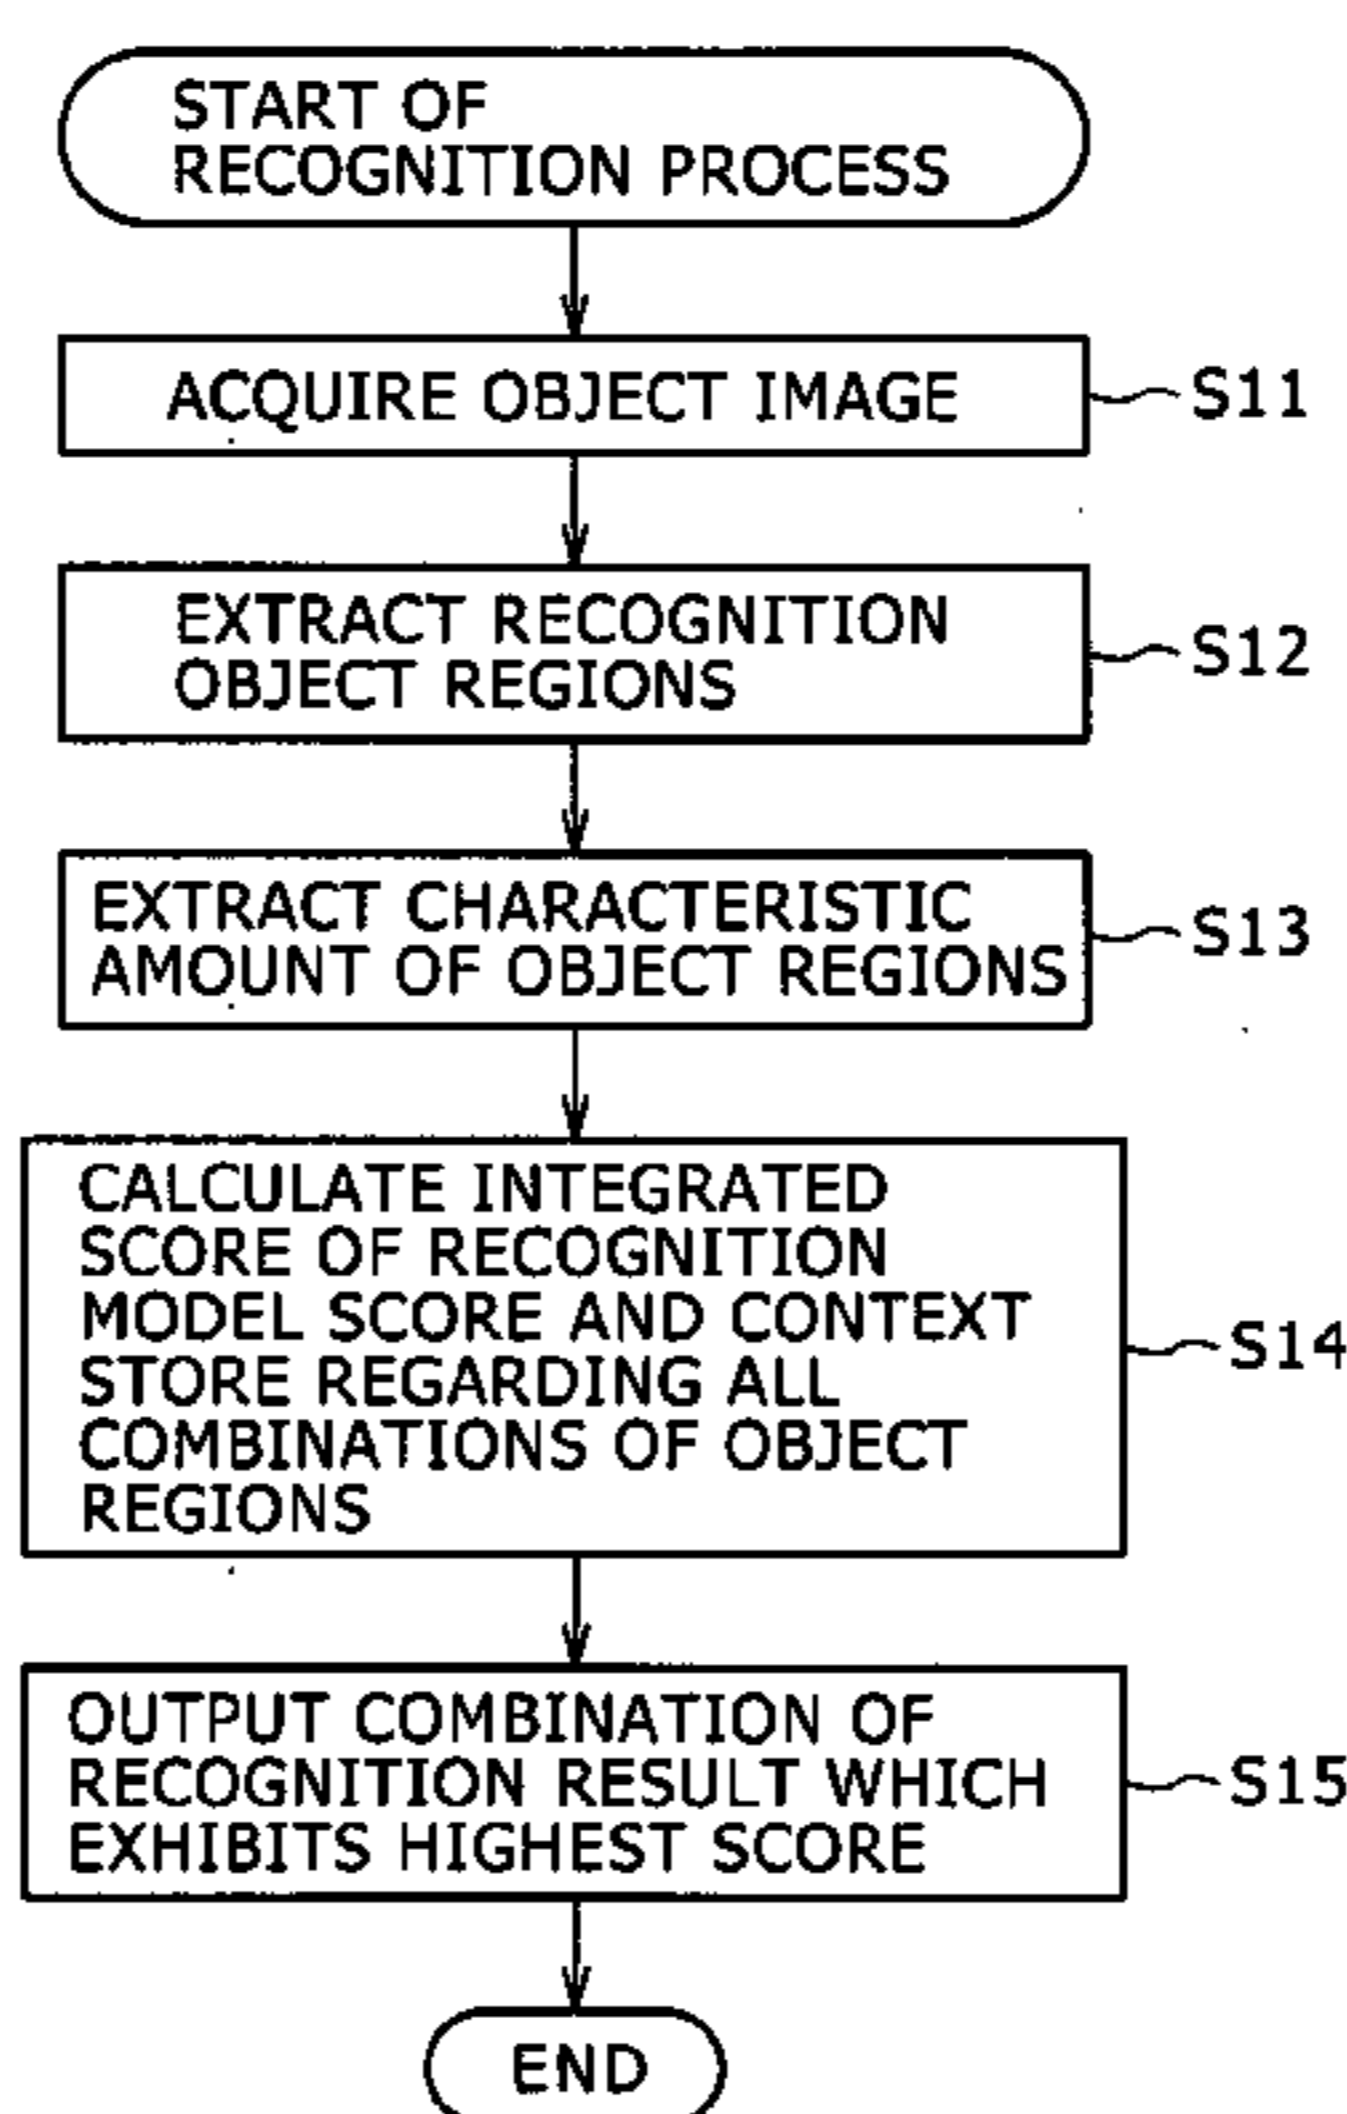 START OF
RECOGNITION PROCESS
ACQUIRE OBJECT IMAGE
S11
EXTRACT RECOGNITION
OBJECT REGIONS
S12
EXTRACT CHARACTERISTIC
AMOUNT OF OBJECT REGIONS
S13
CALCULATE INTEGRATED
SCORE OF RECOGNITION
MODEL SCORE AND CONTEXT
STORE REGARDING ALL
COMBINATIONS OF OBJECT
REGIONS
S14
OUTPUT COMBINATION OF
RECOGNITION RESULT WHICH
EXHIBITS HIGHEST SCORE
S15
END